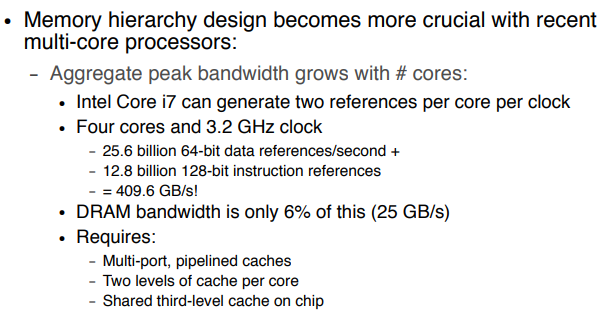 • Memory hierarchy design becomes more crucial with recent
multi-core processors:
– Aggregate peak bandwidth grows with # cores:
• Intel Core i7 can generate two references per core per clock
• Four cores and 3.2 GHz clock
– 25.6 billion 64-bit data references/second +
– 12.8 billion 128-bit instruction references
– = 409.6 GB/s!
• DRAM bandwidth is only 6% of this (25 GB/s)
• Requires:
– Multi-port, pipelined caches
– Two levels of cache per core
– Shared third-level cache on chip